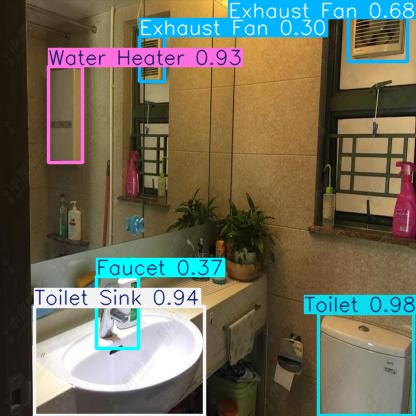 Exhaust Fan 0.68
Exhaust Fan 0.30
Water Heater 0.93
Faucet 0.37
Toilet Sink 0.94
Toilet 0.98